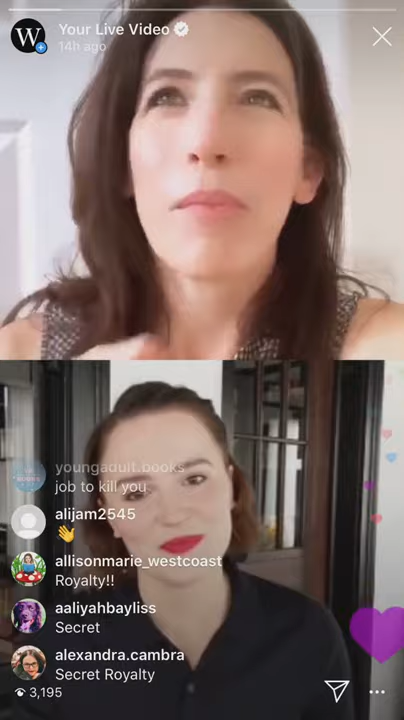 W
Your Live Video
14h ago
youngadult.books
job to kill you
alijam2545
👋
allisonmarie_westcoast
Royalty!!
aaliyahbayliss
Secret
alexandra.cambra
Secret Royalty
3,195